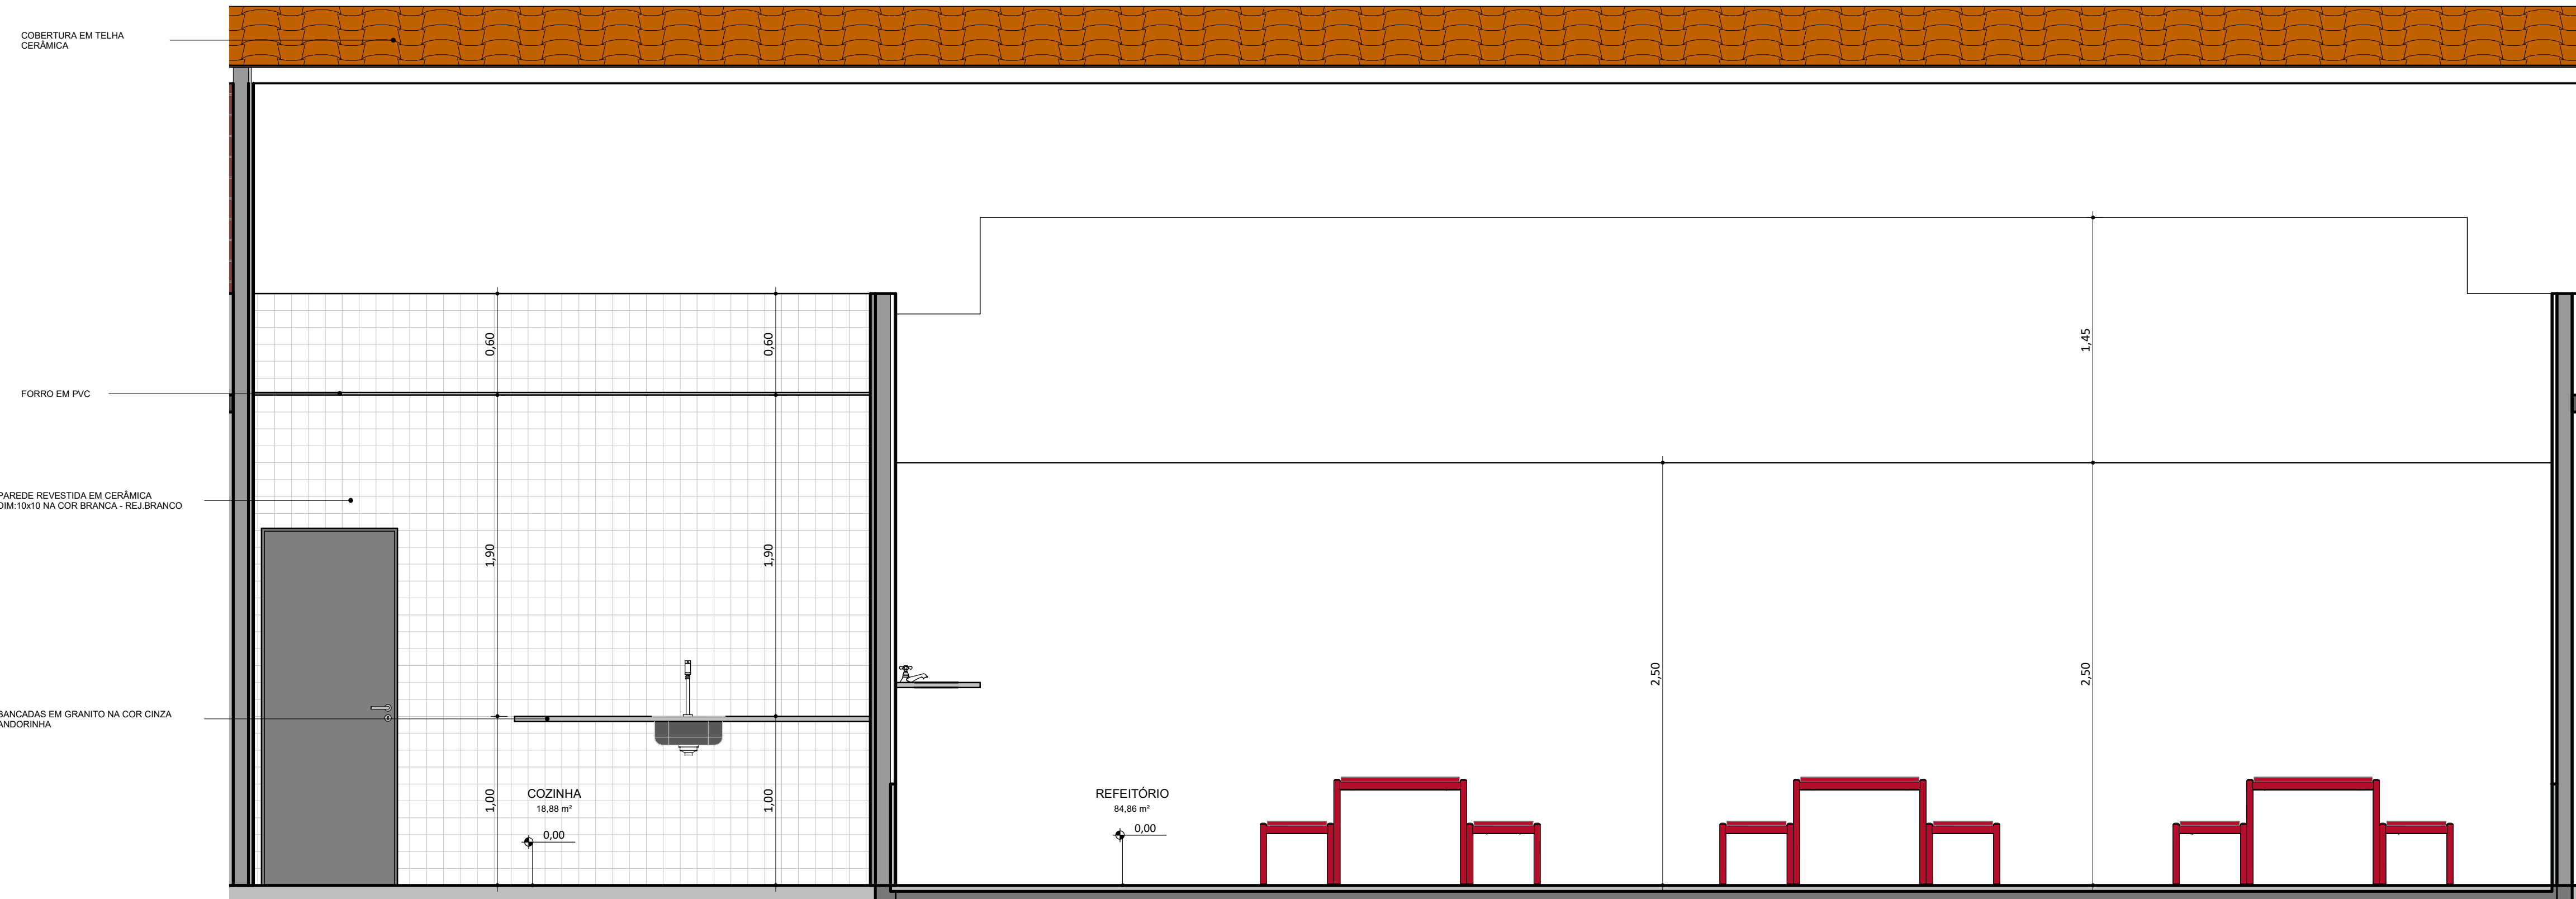 COBERTURA EM TELHA
CERÂMICA
FORRO EM PVC
PAREDE REVESTIDA EM CERÂMICA
DIM:10x10 NA COR BRANCA - REJ.BRANCO
BANCADAS EM GRANITO NA COR CINZA
ANDORINHA
0,60
0,60
1,90
1,90
1,00
1,00
COZINHA
18,88 m²
0,00
REFEITÓRIO
84,86 m²
0,00
2,50
1,45
2,50